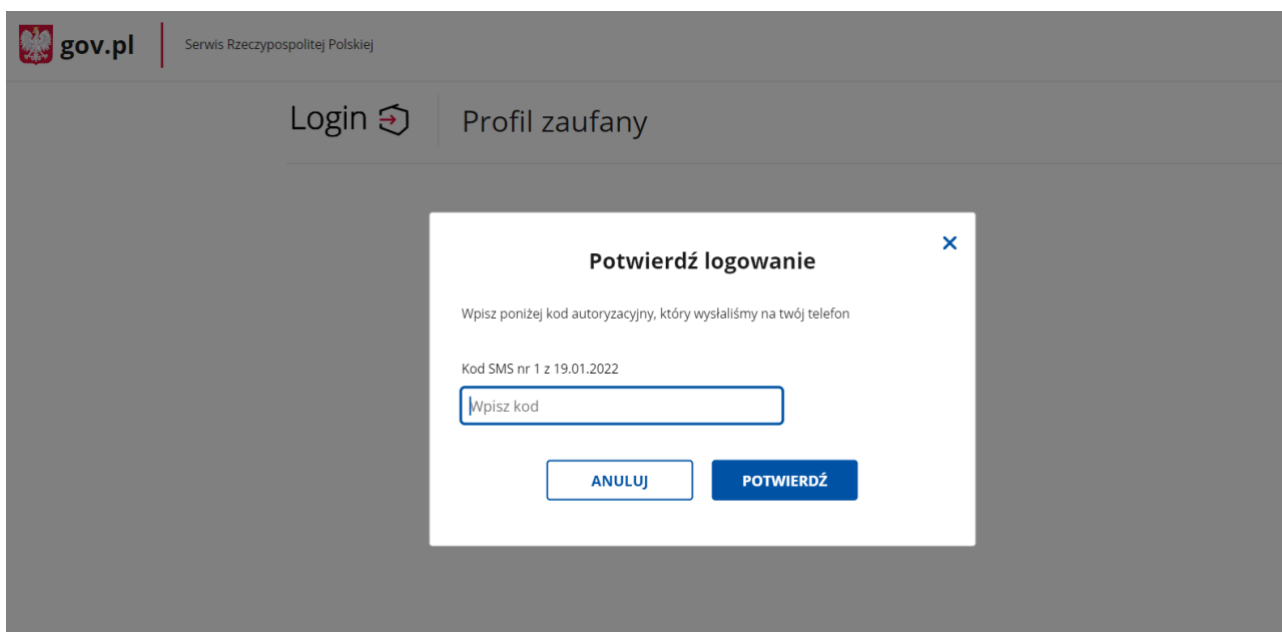 gov.pl
Serwis Rzeczypospolitej Polskiej
Login
Profil zaufany
Potwierdź logowanie
Wpisz poniżej kod autoryzacyjny, który wysłaliśmy na twój telefon
Kod SMS nr 1 z 19.01.2022
Wpisz kod
ANULUJ
POTWIERDŹ